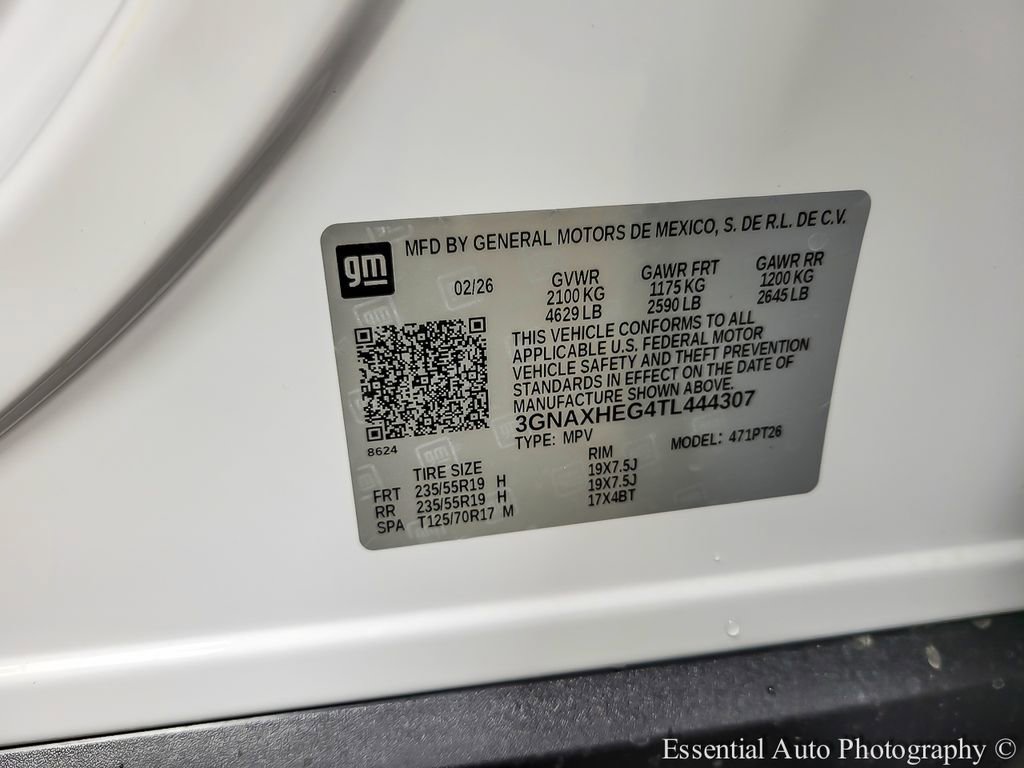 gm
MFD BY GENERAL MOTORS DE MEXICO, S. DE R.L. DE C.V.
02/26
GVWR GAWR FRT GAWR RR
2100 KG 1175 KG 1200 KG
4629 LB 2590 LB 2645 LB
THIS VEHICLE CONFORMS TO ALL
APPLICABLE U.S. FEDERAL MOTOR
VEHICLE SAFETY AND THEFT PREVENTION
STANDARDS IN EFFECT ON THE DATE OF
MANUFACTURE SHOWN ABOVE.
3GNAXHEG4TL444307
TYPE: MPV MODEL: 471PT26
8624
TIRE SIZE RIM
FRT 235/55R19 H 19X7.5J
RR 235/55R19 H 19X7.5J
SPA T125/70R17 M 17X4BT
Essential Auto Photography ©